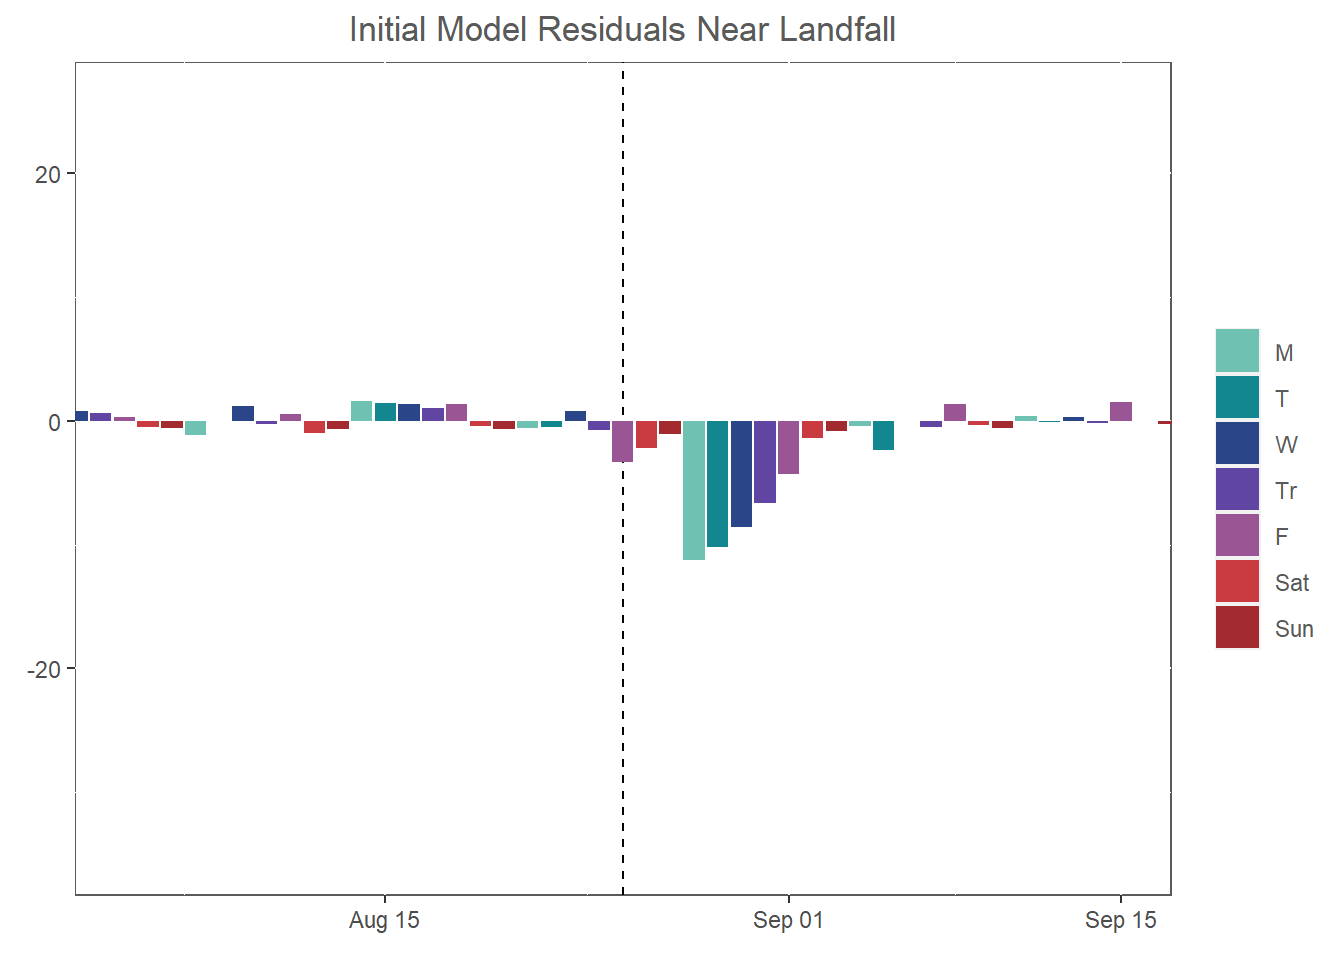 Initial Model Residuals Near Landfall
20
0
-20
Aug 15
Sep 01
Sep 15
M
T
W
Tr
F
Sat
Sun